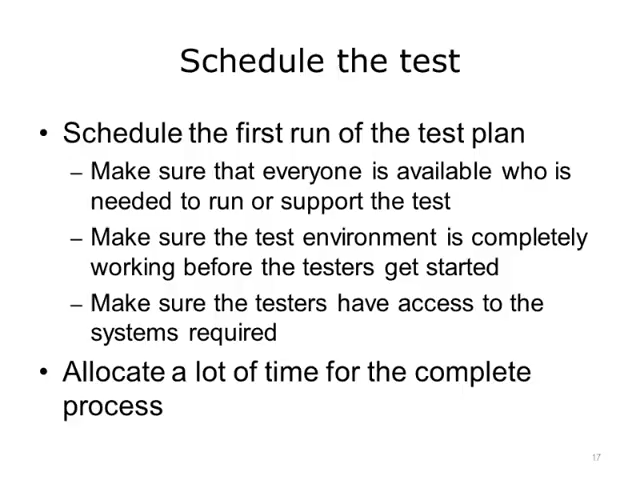 Schedule the test
• Schedule the first run of the test plan
– Make sure that everyone is available who is
needed to run or support the test
– Make sure the test environment is completely
working before the testers get started
– Make sure the testers have access to the
systems required
• Allocate a lot of time for the complete
process
17